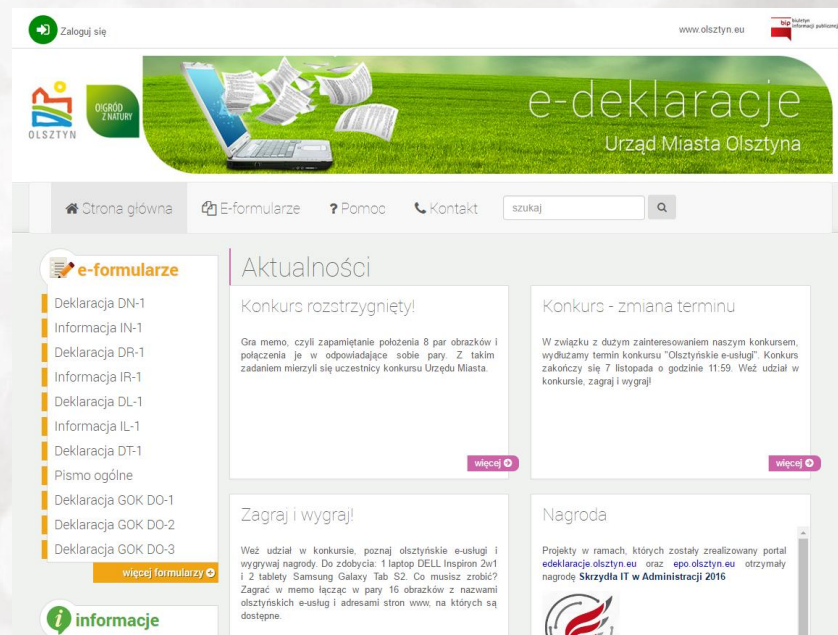 Zaloguj się
www.olsztyn.eu
bip biuletyn
informacji publicznej
OLSZTYN
O!GRÓD
Z NATURY
e-deklaracje
Urząd Miasta Olsztyna
Strona główna
E-formularze
? Pomoc
Kontakt
szukaj
e-formularze
Deklaracja DN-1
Informacja IN-1
Deklaracja DR-1
Informacja IR-1
Deklaracja DL-1
Informacja IL-1
Deklaracja DT-1
Pismo ogólne
Deklaracja GOK DO-1
Deklaracja GOK DO-2
Deklaracja GOK DO-3
więcej formularzy
informacje
Aktualności
Konkurs rozstrzygnięty!
Gra memo, czyli zapamiętanie położenia 8 par obrazków i
połączenia je w odpowiadające sobie pary. Z takim
zadaniem mierzyli się uczestnicy konkursu Urzędu Miasta.
więcej
Konkurs - zmiana terminu
W związku z dużym zainteresowaniem naszym konkursem,
wydłużamy termin konkursu "Olsztyńskie e-usługi". Konkurs
zakończy się 7 listopada o godzinie 11:59. Weź udział w
konkursie, zagraj i wygraj!
więcej
Zagraj i wygraj!
Weź udział w konkursie, poznaj olsztyńskie e-usługi i
wygrywaj nagrody. Do zdobycia: 1 laptop DELL Inspiron 2w1
i 2 tablety Samsung Galaxy Tab S2. Co musisz zrobić?
Zagrać w memo łącząc w pary 16 obrazków z nazwami
olsztyńskich e-usług i adresami stron www, na których są
dostępne.
Nagroda
Projekty w ramach, których zostały zrealizowany portal
edeklaracje.olsztyn.eu oraz epo.olsztyn.eu otrzymały
nagrodę Skrzydła IT w Administracji 2016